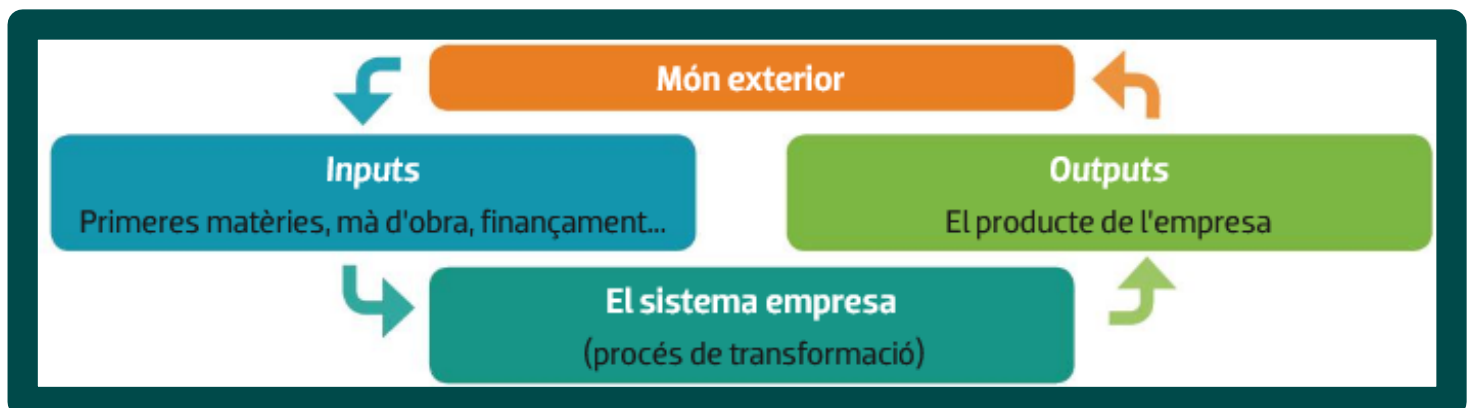 Món exterior
Inputs
Primeres matèries, mà d'obra, finançament...
Outputs
El producte de l'empresa
El sistema empresa
(procés de transformació)